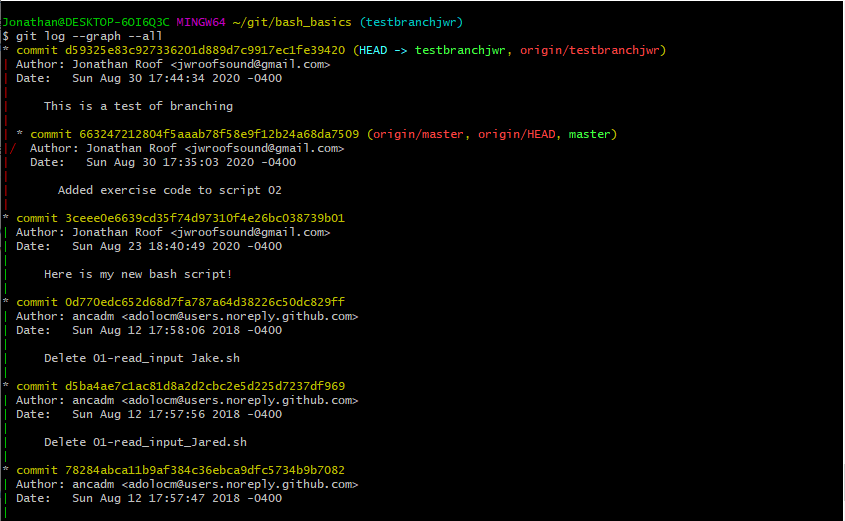 Jonathan@DESKTOP-6OI6Q3C MINGW64 ~/git/bash_basics (testbranchjwr)
$ git log --graph --all
* commit d59325e83c927336201d889d7c9917ec1fe39420 (HEAD -> testbranchjwr, origin/testbranchjwr)
| Author: Jonathan Roof <jwroofsound@gmail.com>
| Date:   Sun Aug 30 17:44:34 2020 -0400
|
|     This is a test of branching
|
| * commit 663247212804f5aaab78f58e9f12b24a68da7509 (origin/master, origin/HEAD, master)
|/  Author: Jonathan Roof <jwroofsound@gmail.com>
|   Date:   Sun Aug 30 17:35:03 2020 -0400
|
|       Added exercise code to script 02
|
* commit 3ceee0e6639cd35f74d97310f4e26bc038739b01
| Author: Jonathan Roof <jwroofsound@gmail.com>
| Date:   Sun Aug 23 18:40:49 2020 -0400
|
|     Here is my new bash script!
|
* commit 0d770edc652d68d7fa787a64d38226c50dc829ff
| Author: ancadm <adolocm@users.noreply.github.com>
| Date:   Sun Aug 12 17:58:06 2018 -0400
|
|     Delete 01-read_input Jake.sh
|
* commit d5ba4ae7c1ac81d8a2d2cbc2e5d225d7237df969
| Author: ancadm <adolocm@users.noreply.github.com>
| Date:   Sun Aug 12 17:57:56 2018 -0400
|
|     Delete 01-read_input_Jared.sh
|
* commit 78284abca11b9af384c36ebca9dfc5734b9b7082
| Author: ancadm <adolocm@users.noreply.github.com>
| Date:   Sun Aug 12 17:57:47 2018 -0400
|